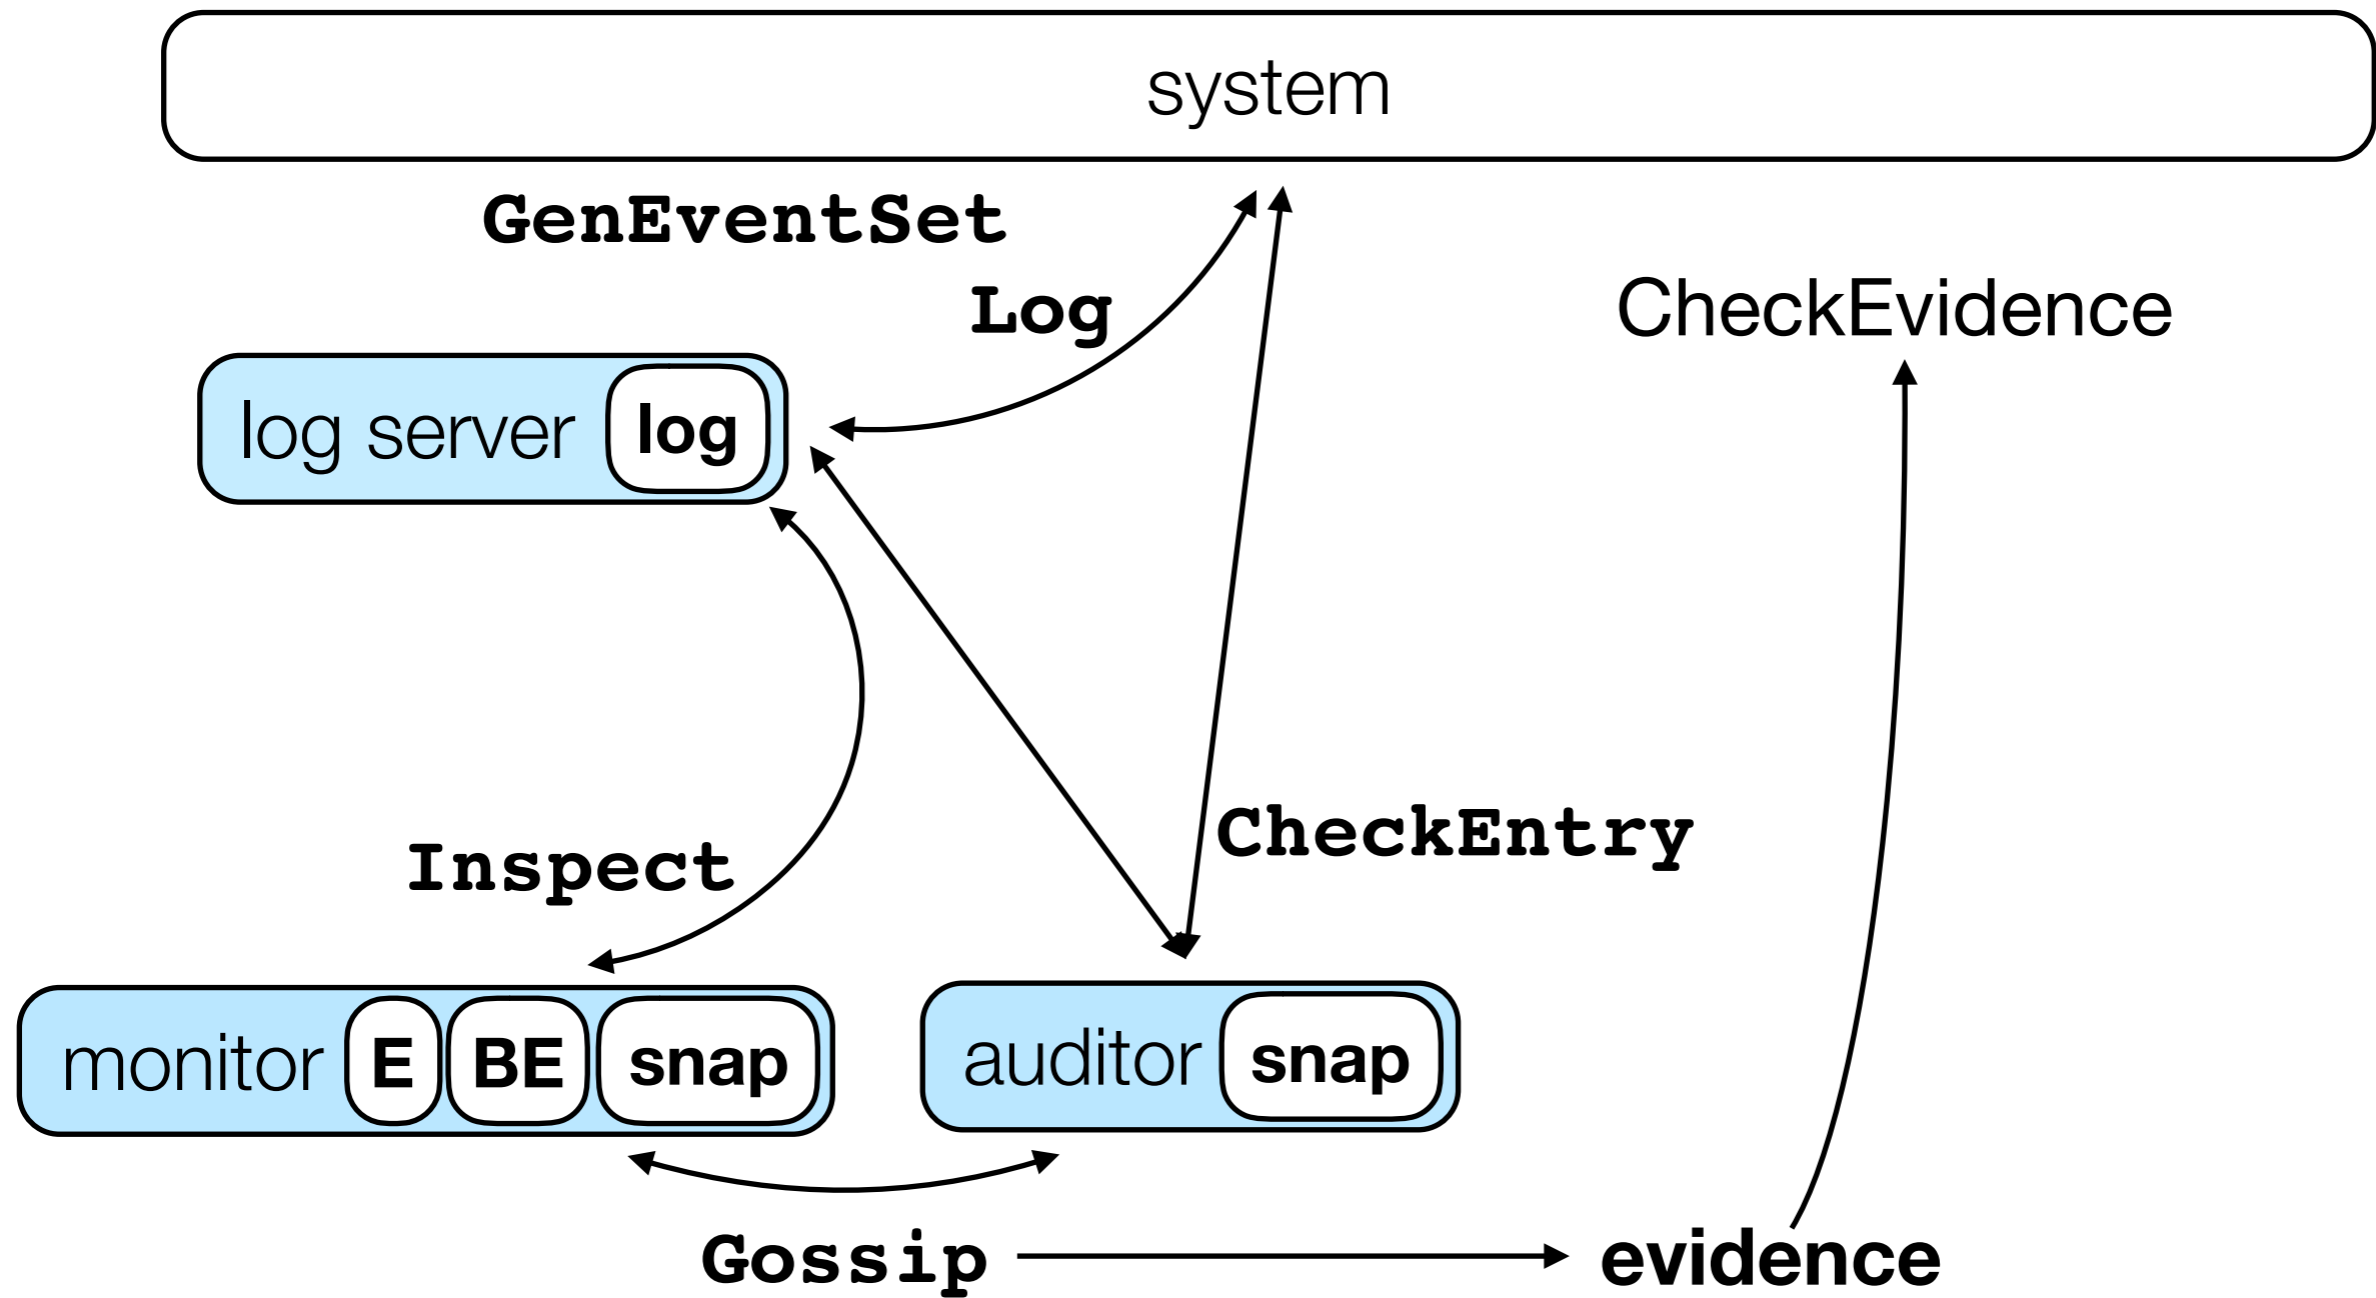 system
GenEventSet
Log
CheckEvidence
log server log
CheckEntry
Inspect
monitor E BE snap
auditor snap
Gossip
evidence